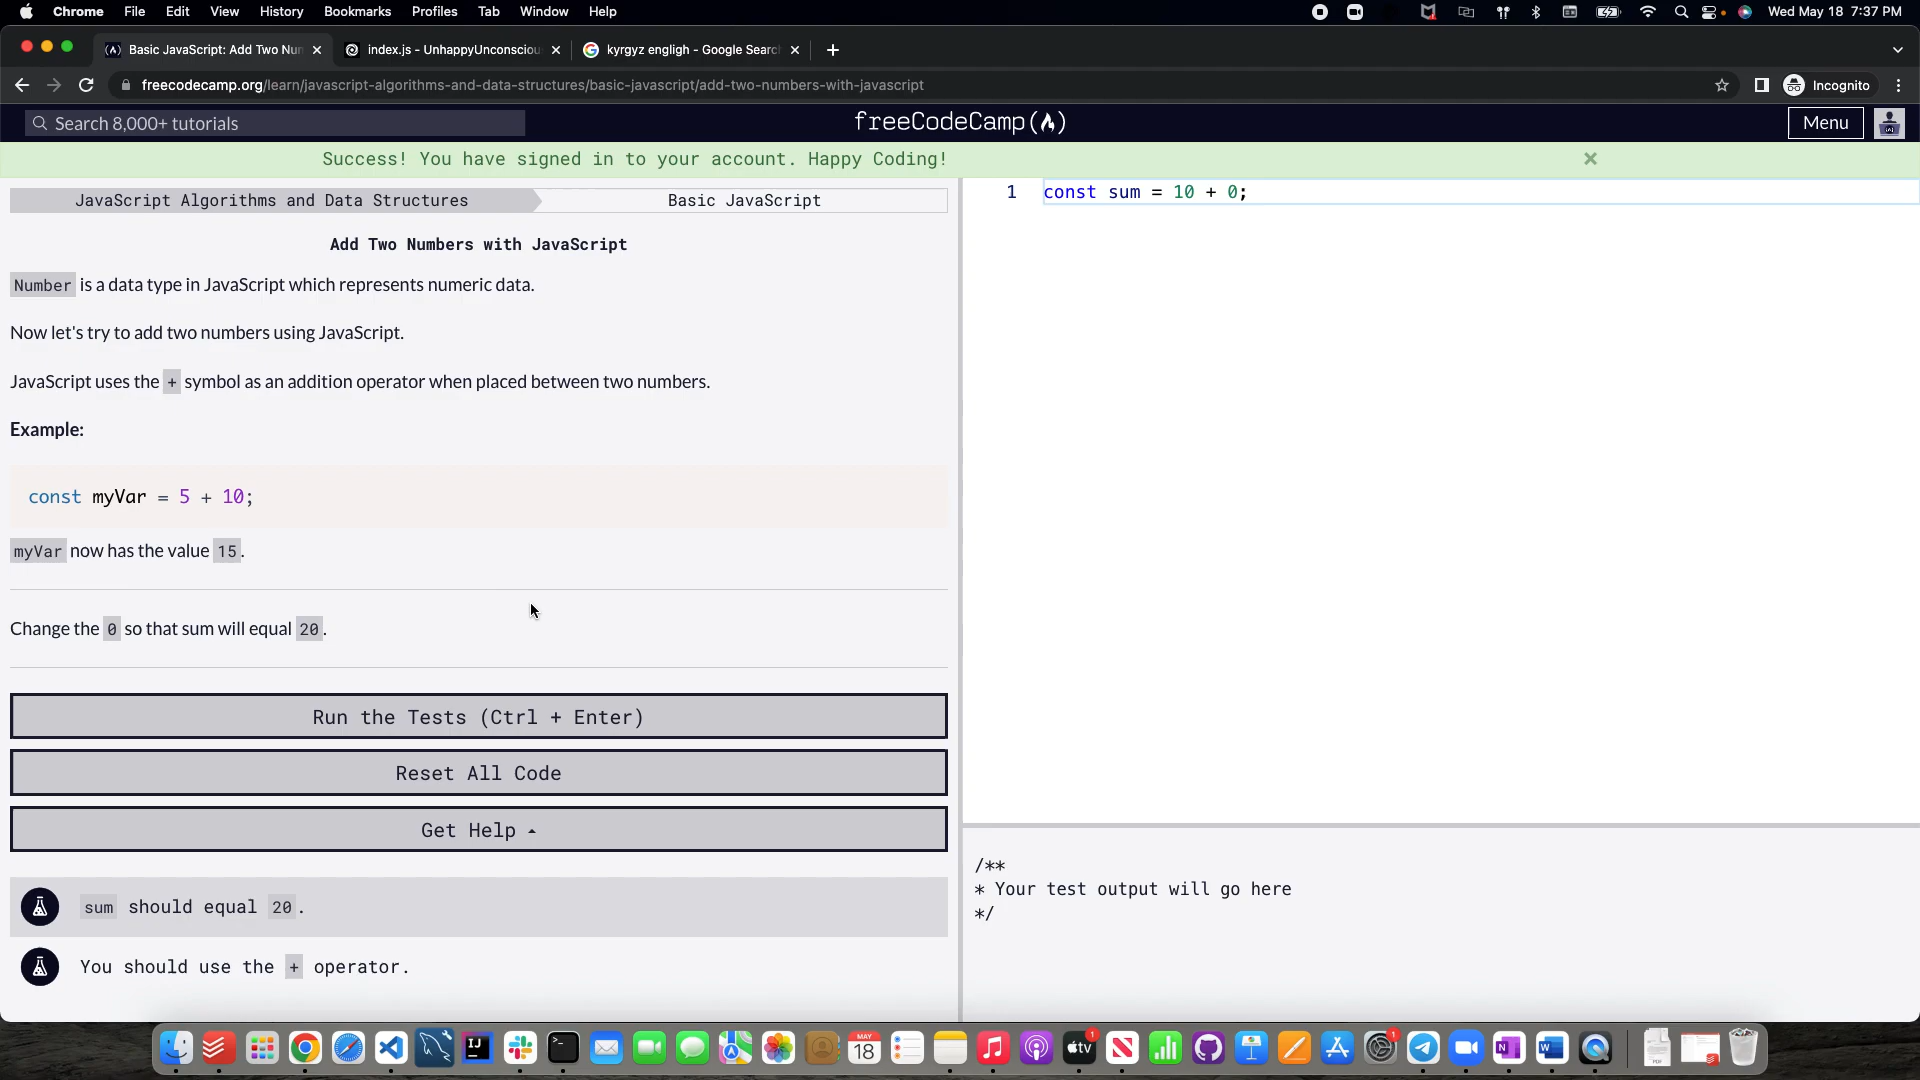 Chrome File Edit View History Bookmarks Profiles Tab Window Help Wed May 18 7:37 PM
Basic JavaScript: Add Two Num index.js - UnhappyUnconsciou kyrgyz engligh - Google Search
freecodecamp.org/learn/javascript-algorithms-and-data-structures/basic-javascript/add-two-numbers-with-javascript Incognito
Search 8,000+ tutorials freeCodeCamp Menu
Success! You have signed in to your account. Happy Coding!
JavaScript Algorithms and Data Structures Basic JavaScript
Add Two Numbers with JavaScript
Number is a data type in JavaScript which represents numeric data.
Now let's try to add two numbers using JavaScript.
JavaScript uses the + symbol as an addition operator when placed between two numbers.
Example:
const myVar = 5 + 10;
myVar now has the value 15.
Change the 0 so that sum will equal 20.
Run the Tests (Ctrl + Enter)
Reset All Code
Get Help
sum should equal 20.
You should use the + operator.
1 const sum = 10 + 0;
/**
* Your test output will go here
*/
IJ MAY 18 tv 1 1 N W